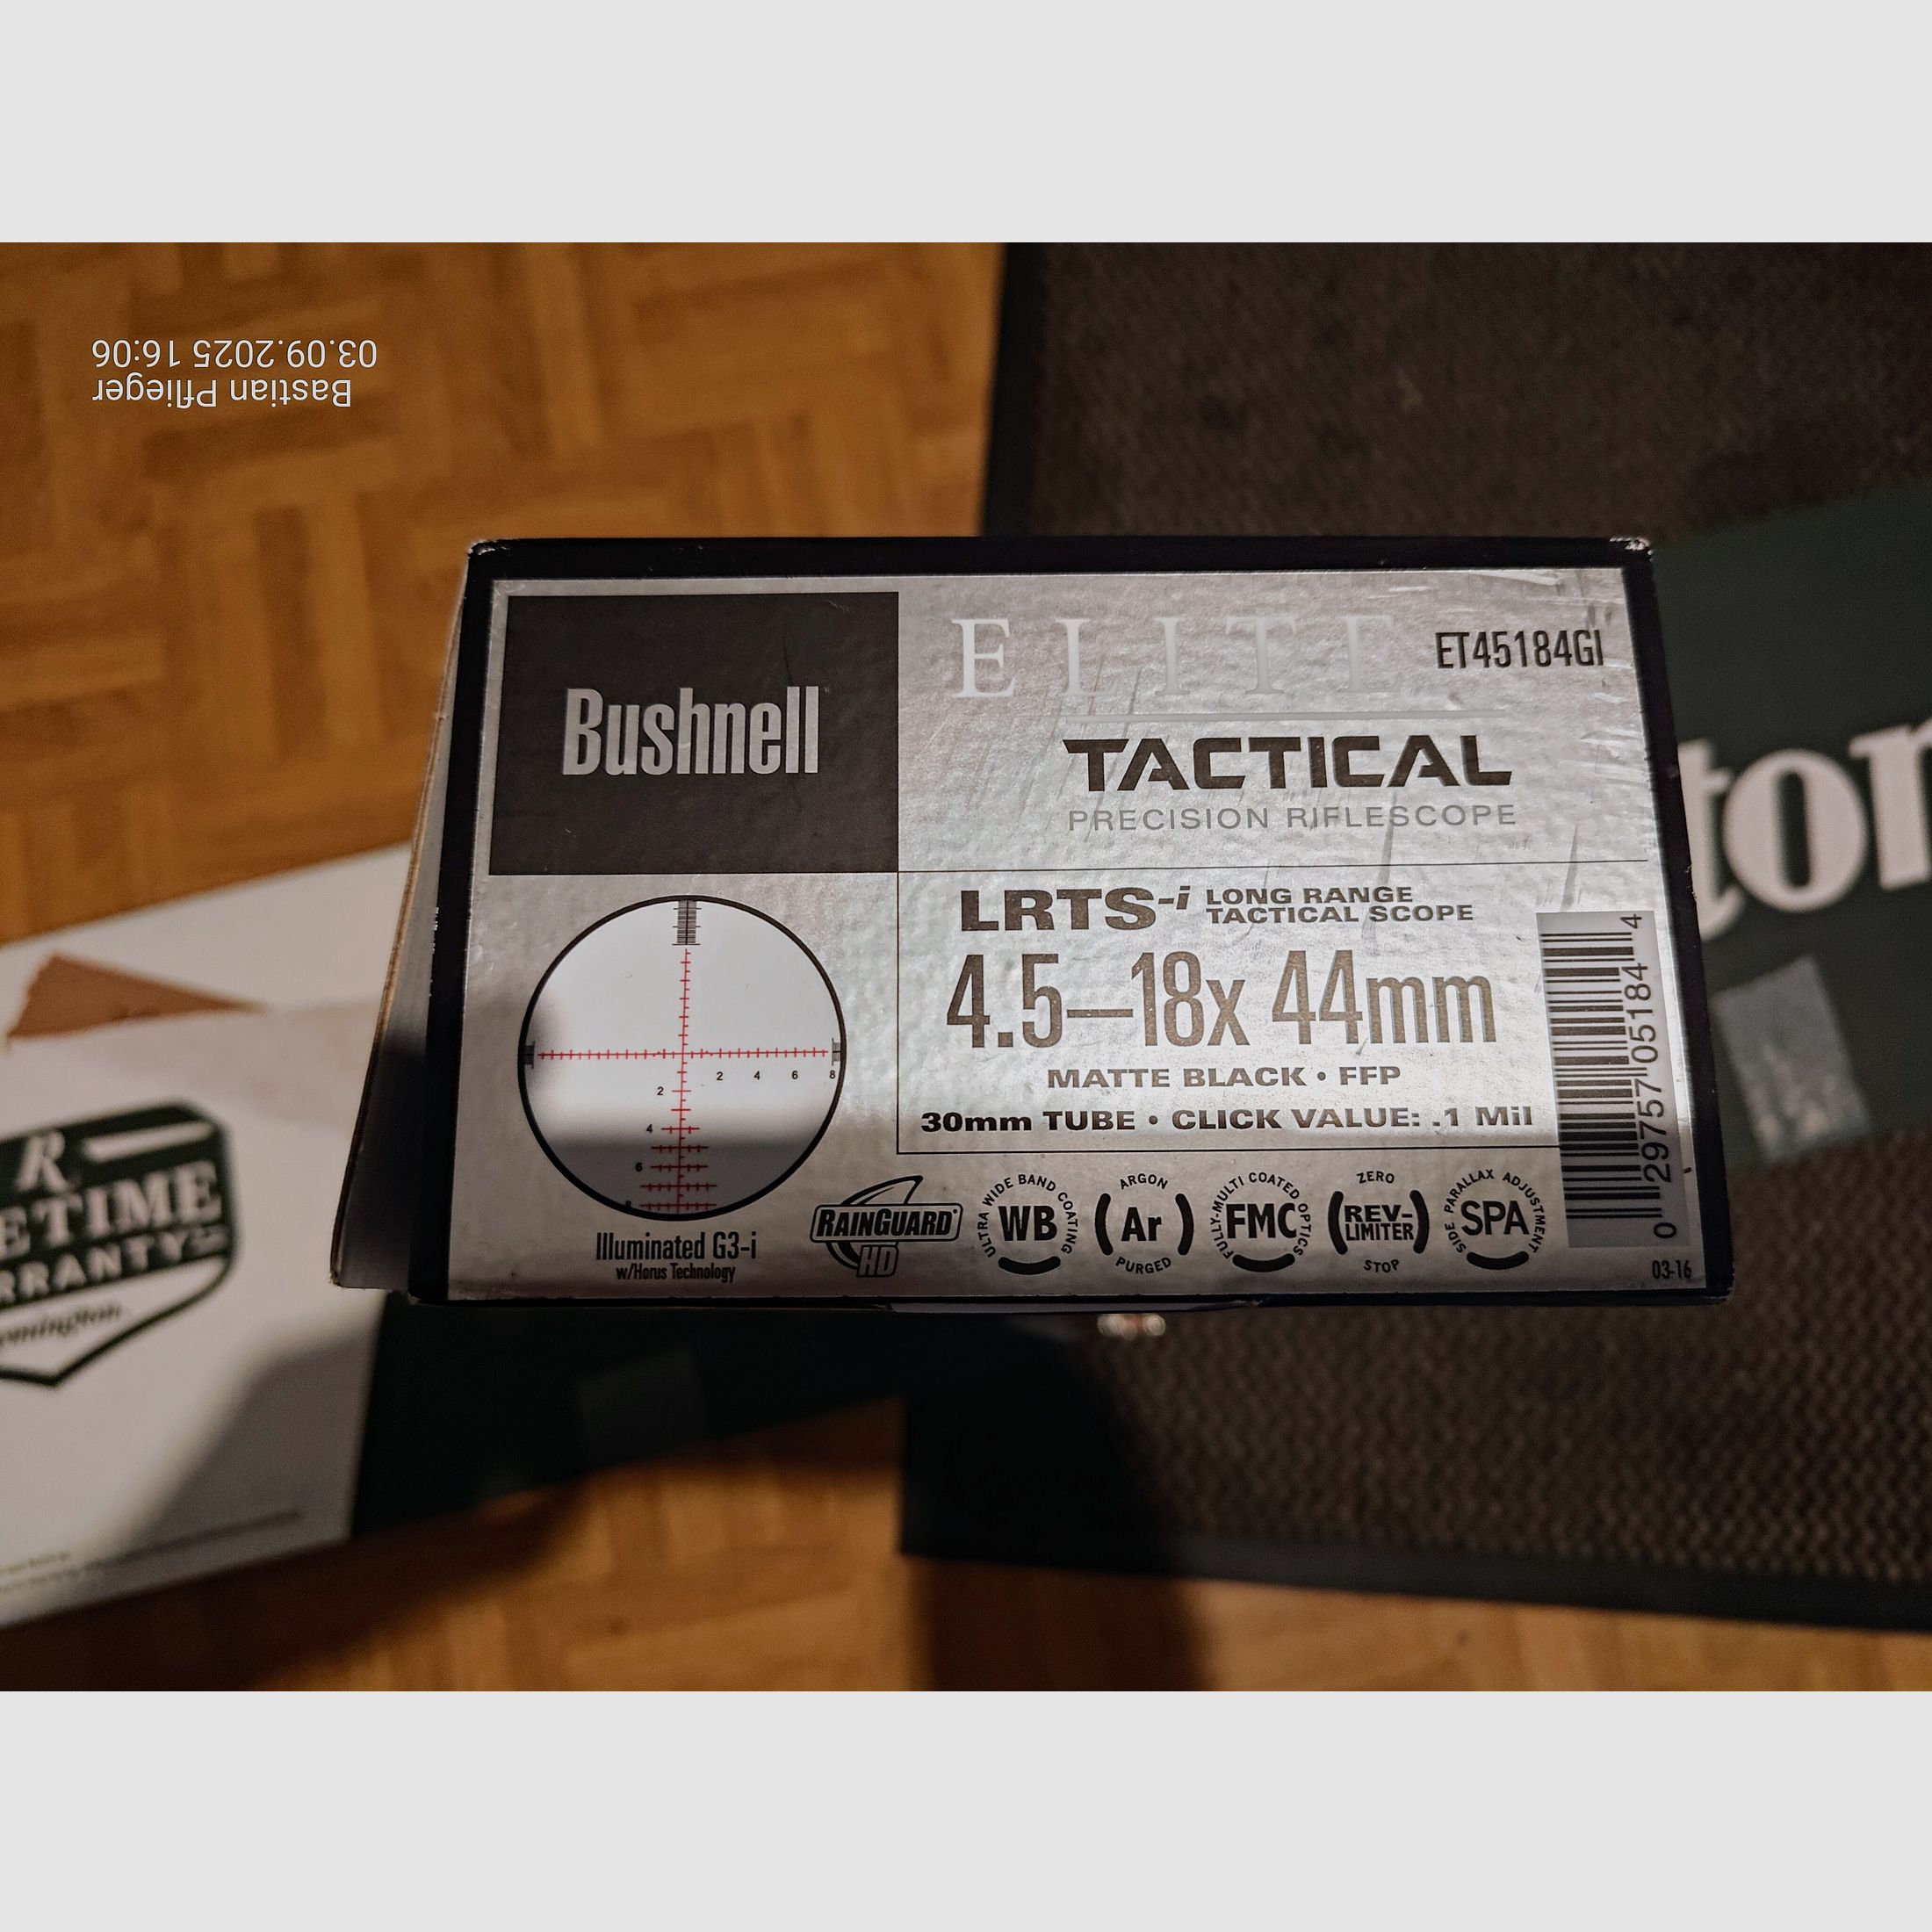 03.09.2025 16:06
Bastian Pflieger
Bushnell
ELITE
ET45184GI
TACTICAL
PRECISION RIFLESCOPE
LRTS-i LONG RANGE
TACTICAL SCOPE
4.5–18x 44mm
MATTE BLACK • FFP
30mm TUBE • CLICK VALUE: .1 Mil
2 4 6 8
2
4
6
Illuminated G3-i
w/Horus Technology
RAINGUARD®
HD
ULTRA WIDE BAND COATING
WB
ARGON
Ar
PURGED
FULLY-MULTI COATED OPTICS
FMC
ZERO
REV-
LIMITER
STOP
SIDE PARALLAX ADJUSTMENT
SPA
0 29757 05184 4
03-16
R
ETIME
RRANTY
mington
ton